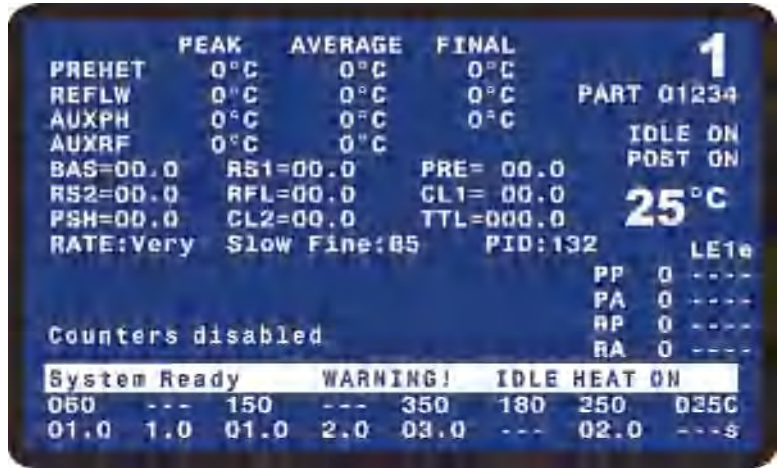 PEAK AVERAGE FINAL 1
PREHET 0°C 0°C 0°C
REFLW 0°C 0°C 0°C PART 01234
AUXPH 0°C 0°C 0°C IDLE ON
AUXRF 0°C 0°C POST ON
BAS=00.0 RS1=00.0 PRE= 00.0
RS2=00.0 RFL=00.0 CL1= 00.0 25°C
PSH=00.0 CL2=00.0 TTL=000.0
RATE:Very Slow Fine:05 PID:132 LE1e
PP 0 ----
PA 0 ----
RP 0 ----
Counters disabled
RA 0 ----
System Ready WARNING! IDLE HEAT ON
060 --- 150 --- 350 180 250 025C
01.0 1.0 01.0 2.0 03.0 --- 02.0 ---s